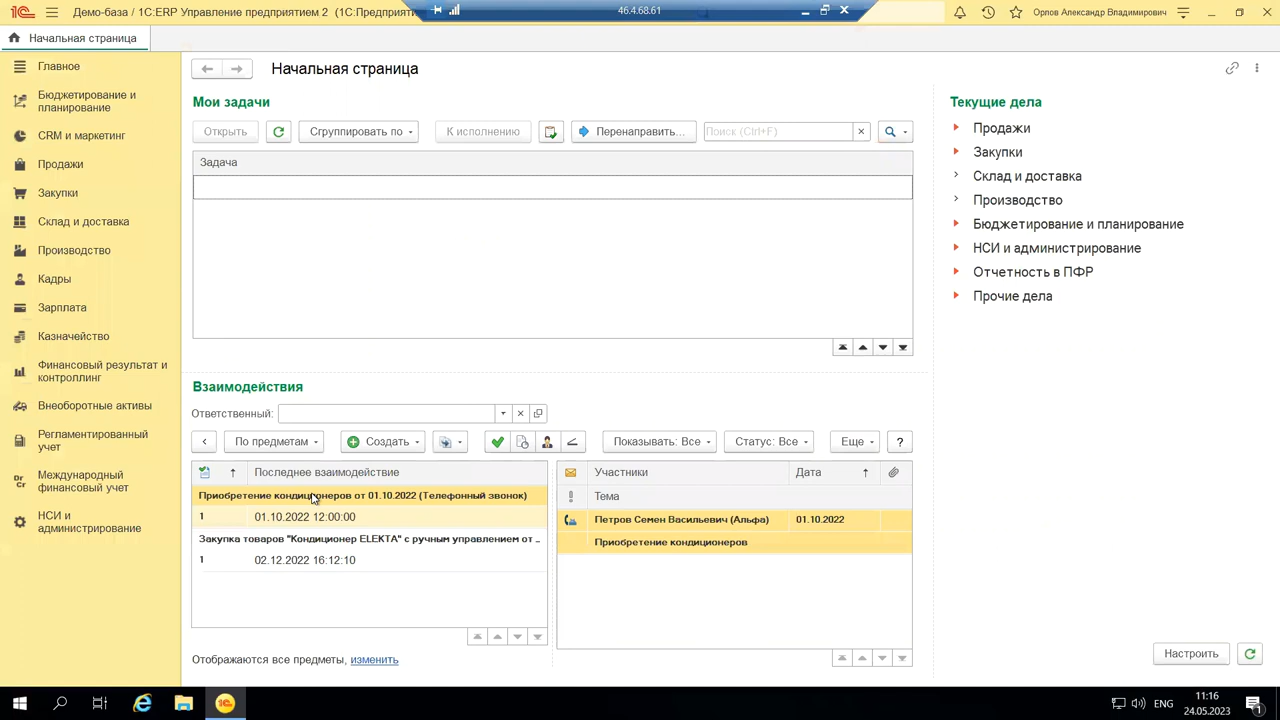 Демо-база / 1С:ERP Управление предприятием 2 (1С:Предприяти
46.4.68.61
Орлов Александр Владимирович
Начальная страница
Главное
Бюджетирование и
планирование
CRM и маркетинг
Продажи
Закупки
Склад и доставка
Производство
Кадры
Зарплата
Казначейство
Финансовый результат и
контроллинг
Внеоборотные активы
Регламентированный
учет
Международный
финансовый учет
НСИ и
администрирование
Начальная страница
Мои задачи
Открыть
Сгруппировать по
К исполнению
Перенаправить...
Поиск (Ctrl+F)
Задача
Взаимодействия
Ответственный:
По предметам
Создать
Показывать: Все
Статус: Все
Еще
?
Последнее взаимодействие
Приобретение кондиционеров от 01.10.2022 (Телефонный звонок)
1 01.10.2022 12:00:00
Закупка товаров "Кондиционер ELEKTA" с ручным управлением от ...
1 02.12.2022 16:12:10
Отображаются все предметы, изменить
Участники Дата
Тема
Петров Семен Васильевич (Альфа) 01.10.2022
Приобретение кондиционеров
Текущие дела
Продажи
Закупки
Склад и доставка
Производство
Бюджетирование и планирование
НСИ и администрирование
Отчетность в ПФР
Прочие дела
Настроить
ENG
11:16
24.05.2023
1